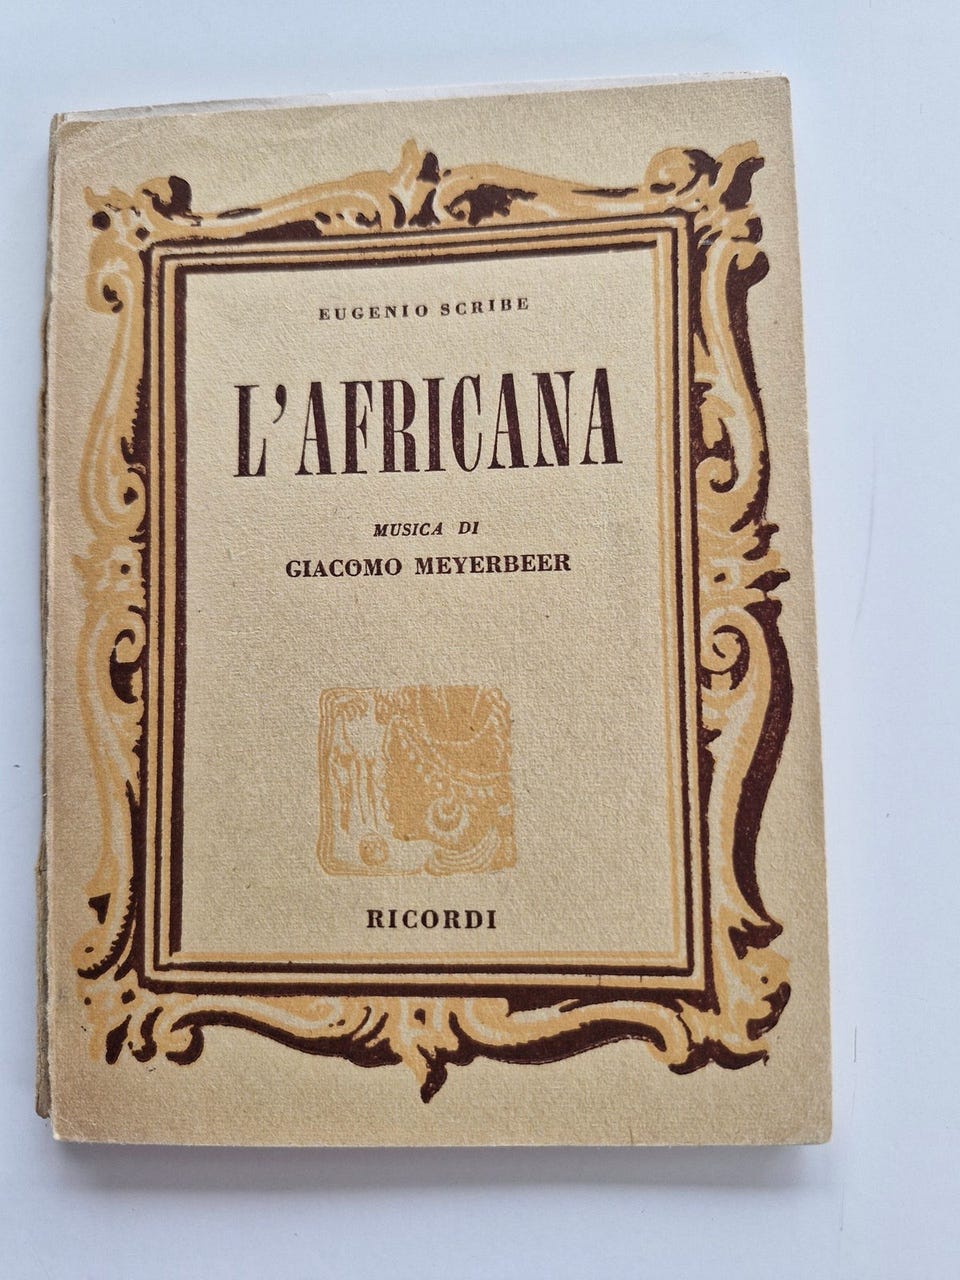 EUGENIO SCRIBE
L'AFRICANA
MUSICA DI
GIACOMO MEYERBEER
RICORDI